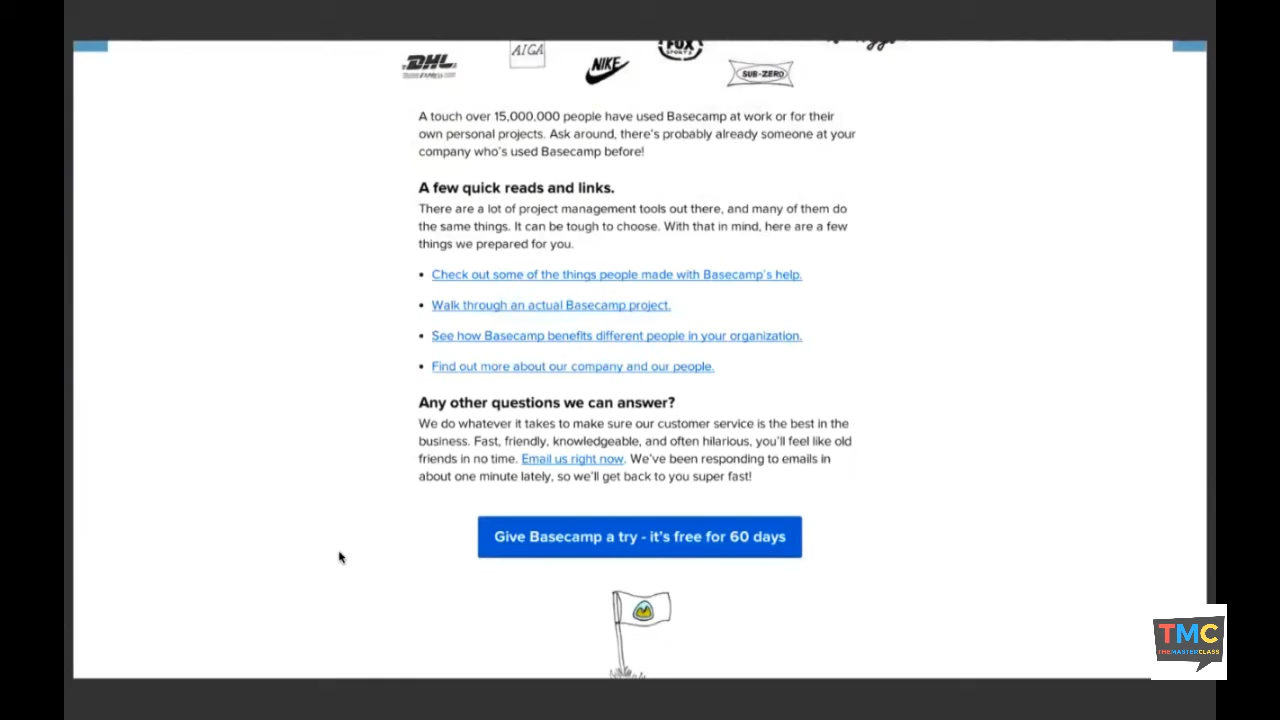 DHL
EXPRESS
AIGA
NIKE
FOX
SPORTS
SUB-ZERO
A touch over 15,000,000 people have used Basecamp at work or for their
own personal projects. Ask around, there's probably already someone at your
company who's used Basecamp before!
A few quick reads and links.
There are a lot of project management tools out there, and many of them do
the same things. It can be tough to choose. With that in mind, here are a few
things we prepared for you.
• Check out some of the things people made with Basecamp's help.
• Walk through an actual Basecamp project.
• See how Basecamp benefits different people in your organization.
• Find out more about our company and our people.
Any other questions we can answer?
We do whatever it takes to make sure our customer service is the best in the
business. Fast, friendly, knowledgeable, and often hilarious, you'll feel like old
friends in no time. Email us right now. We've been responding to emails in
about one minute lately, so we'll get back to you super fast!
Give Basecamp a try - it's free for 60 days
TMC
THEMASTERCLASS